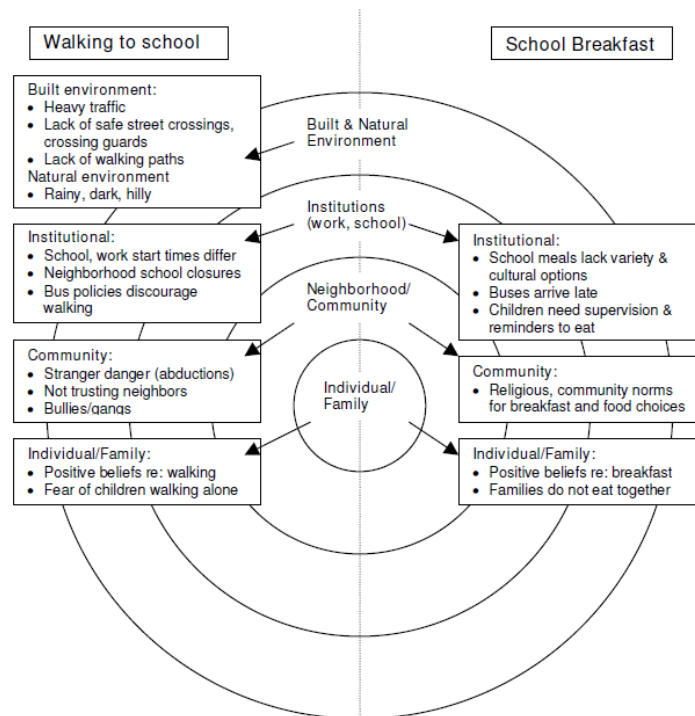 Walking to school
School Breakfast
Built environment:
• Heavy traffic
• Lack of safe street crossings,
crossing guards
• Lack of walking paths
Natural environment
• Rainy, dark, hilly
Built & Natural
Environment
Institutions
(work, school)
Institutional:
• School, work start times differ
• Neighborhood school closures
• Bus policies discourage
walking
Institutional:
• School meals lack variety &
cultural options
• Buses arrive late
• Children need supervision &
reminders to eat
Neighborhood/
Community
Community:
• Stranger danger (abductions)
• Not trusting neighbors
• Bullies/gangs
Community:
• Religious, community norms
for breakfast and food choices
Individual/
Family
Individual/Family:
• Positive beliefs re: walking
• Fear of children walking alone
Individual/Family:
• Positive beliefs re: breakfast
• Families do not eat together